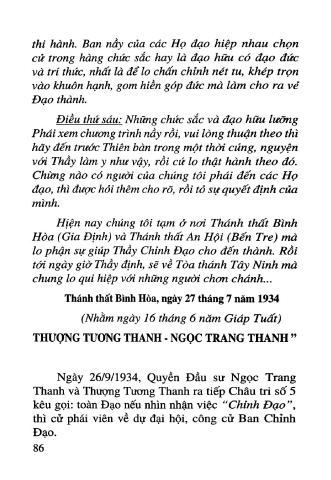 thi hành. Ban nầy của các Họ đạo hiệp nhau chọn
cử trong hàng chức sắc hay là đạo hữu có đạo đức
và trí thức, nhất là để lo chấn chỉnh nét tu, khép trọn
vào khuôn hạnh, gom hiền góp đức mà làm cho ra vẻ
Đạo thành.
Điều thứ sáu: Những chức sắc và đạo hữu lưỡng
Phái xem chương trình nầy rồi, vui lòng thuận theo thì
hãy đến trước Thiên bàn trong một thời cúng, nguyện
với Thầy làm y như vậy, rồi cứ lo thật hành theo đó.
Chừng nào có người của chúng tôi phái đến các Họ
đạo, thì được hỏi thêm cho rõ, rồi tỏ sự quyết định của
mình.
Hiện nay chúng tôi tạm ở nơi Thánh thất Bình
Hòa (Gia Định) và Thánh thất An Hội (Bến Tre) mà
lo phận sự giúp Thầy Chỉnh Đạo cho đến thành. Rồi
tới ngày giờ Thầy định, sẽ về Tòa thánh Tây Ninh mà
chung lo qui hiệp với những người chơn chánh...
Thánh thất Bình Hòa, ngày 27 tháng 7 năm 1934
(Nhằm ngày 16 tháng 6 năm Giáp Tuất)
THƯỢNG TƯƠNG THANH - NGỌC TRANG THANH ”
Ngày 26/9/1934, Quyền Đầu sư Ngọc Trang
Thanh và Thượng Tương Thanh ra tiếp Châu tri số 5
kêu gọi: toàn Đạo nếu nhìn nhận việc “Chỉnh Đạo”,
thì cử phái viên về dự đại hội, công cử Ban Chỉnh
Đạo.
86